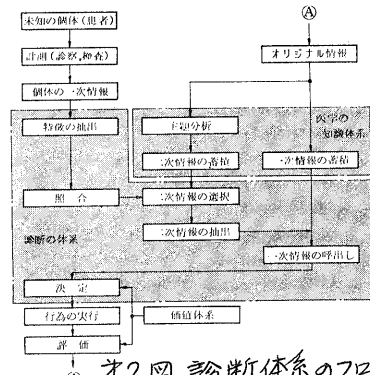 未知の個体(患者)
Ⓐ
計測(診察,検査)
オリジナル情報
個体の一次情報
医学の
知識体系
特徴の抽出
主題分析
二次情報の蓄積
一次情報の蓄積
照合
二次情報の選択
診断の体系
二次情報の抽出
一次情報の呼出し
決定
行為の実行
価値体系
評価
第2図 診断体系のフロ